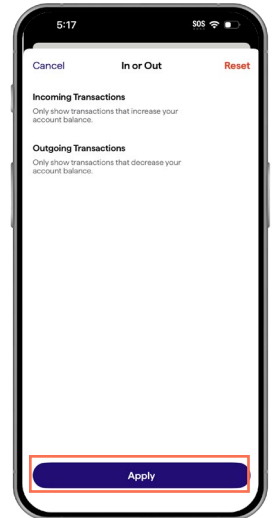 5:17 SOS
Cancel In or Out Reset
Incoming Transactions
Only show transactions that increase your
account balance.
Outgoing Transactions
Only show transactions that decrease your
account balance.
Apply